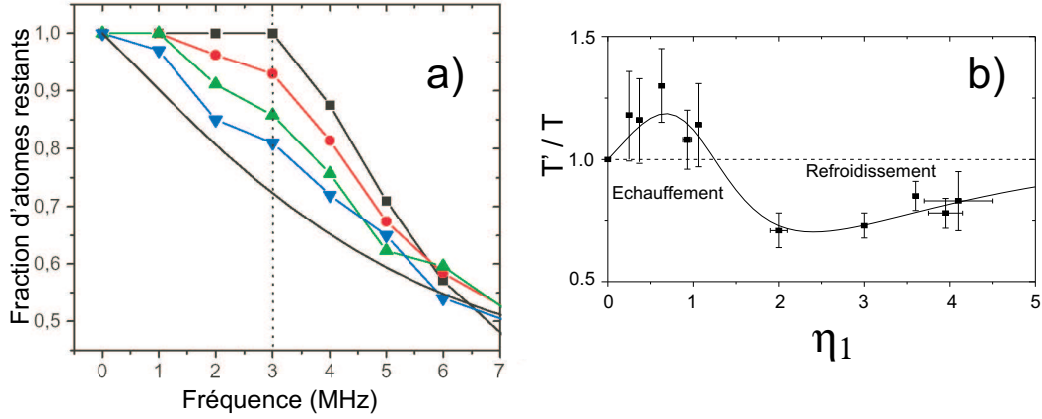 a)
1,0
0,9
0,8
0,7
0,6
0,5
Fraction d'atomes restants
0 1 2 3 4 5 6 7
Fréquence (MHz)
b)
1.5
1.0
0.5
T' / T
Echauffement
Refroidissement
0 1 2 3 4 5
η1